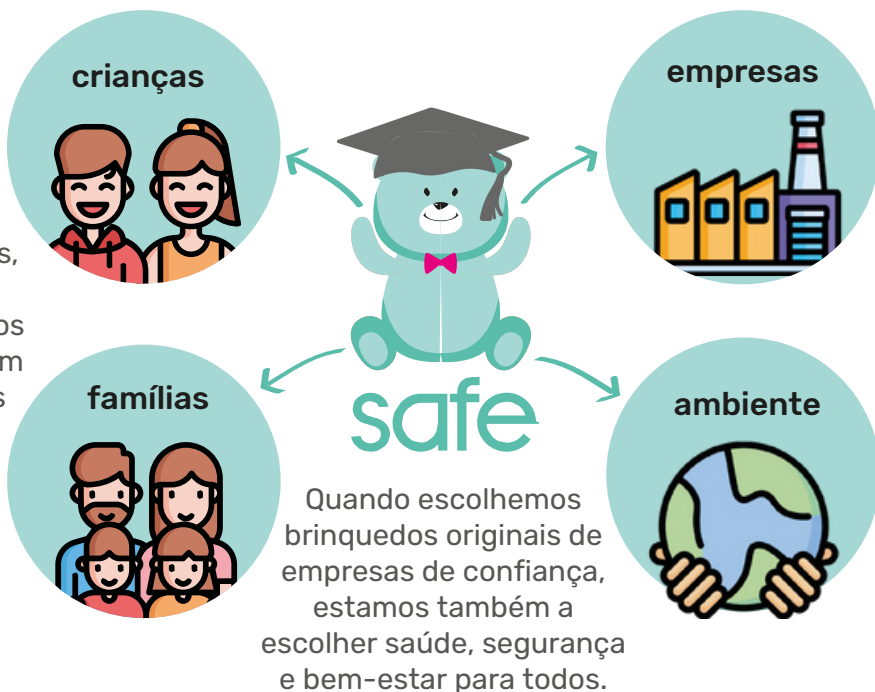 crianças
empresas
s,
os
m
s
famílias
ambiente
safe
Quando escolhemos
brinquedos originais de
empresas de confiança,
estamos também a
escolher saúde, segurança
e bem-estar para todos.